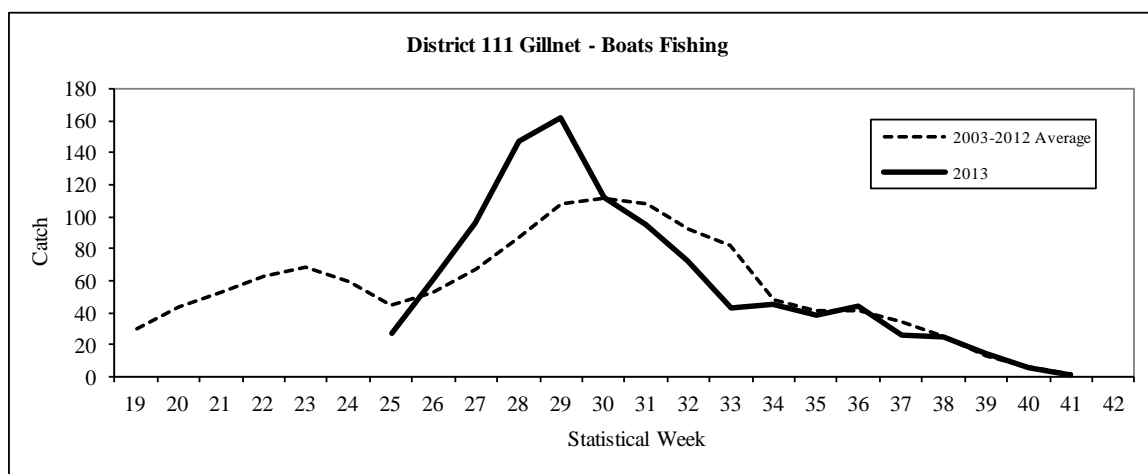 District 111 Gillnet - Boats Fishing
180
160
140
120
100
80
60
40
20
0
Catch
2003-2012 Average
2013
19 20 21 22 23 24 25 26 27 28 29 30 31 32 33 34 35 36 37 38 39 40 41 42
Statistical Week